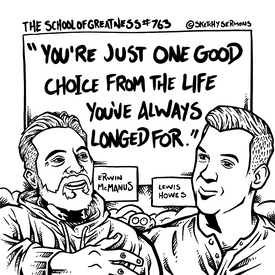 THE SCHOOL OF GREATNESS #763
@SKETCHYSERMONS
"YOU'RE JUST ONE GOOD
CHOICE FROM THE LIFE
YOU'VE ALWAYS
LONGED FOR."
ERWIN
McMANUS
LEWIS
HOWES